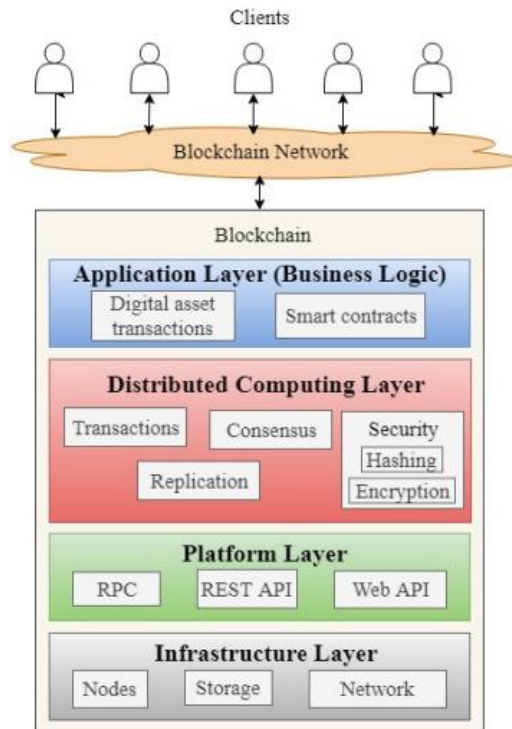 Clients
Blockchain Network
Blockchain
Application Layer (Business Logic)
Digital asset
transactions
Smart contracts
Distributed Computing Layer
Transactions
Consensus
Security
Hashing
Encryption
Replication
Platform Layer
RPC
REST API
Web API
Infrastructure Layer
Nodes
Storage
Network